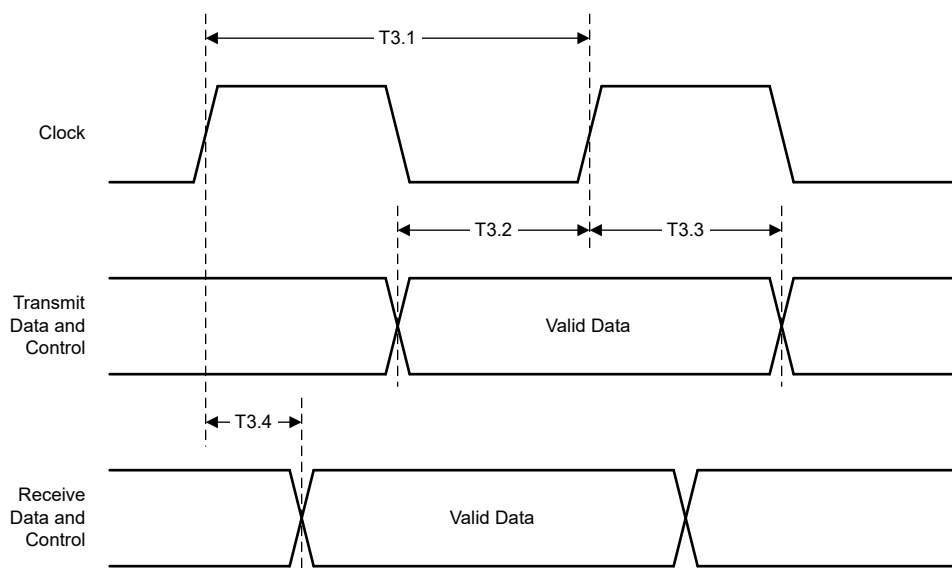 T3.1
Clock
T3.2
T3.3
Transmit
Data and
Control
Valid Data
T3.4
Receive
Data and
Control
Valid Data